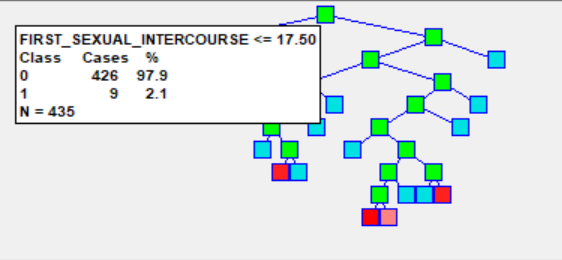 FIRST_SEXUAL_INTERCOURSE <= 17.50
Class Cases %
0 426 97.9
1 9 2.1
N = 435